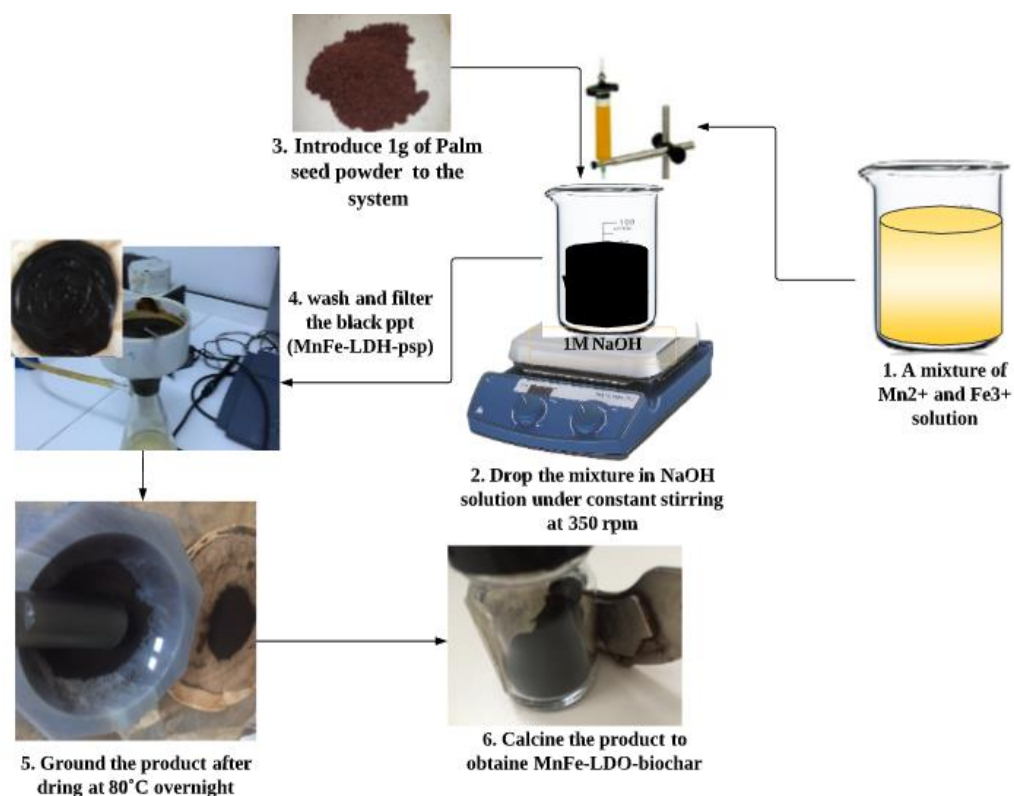 3. Introduce 1g of Palm
seed powder to the
system
4. wash and filter
the black ppt
(MnFe-LDH-psp)
100
1M NaOH
1. A mixture of
Mn2+ and Fe3+
solution
2. Drop the mixture in NaOH
solution under constant stirring
at 350 rpm
5. Ground the product after
dring at 80˚C overnight
6. Calcine the product to
obtaine MnFe-LDO-biochar